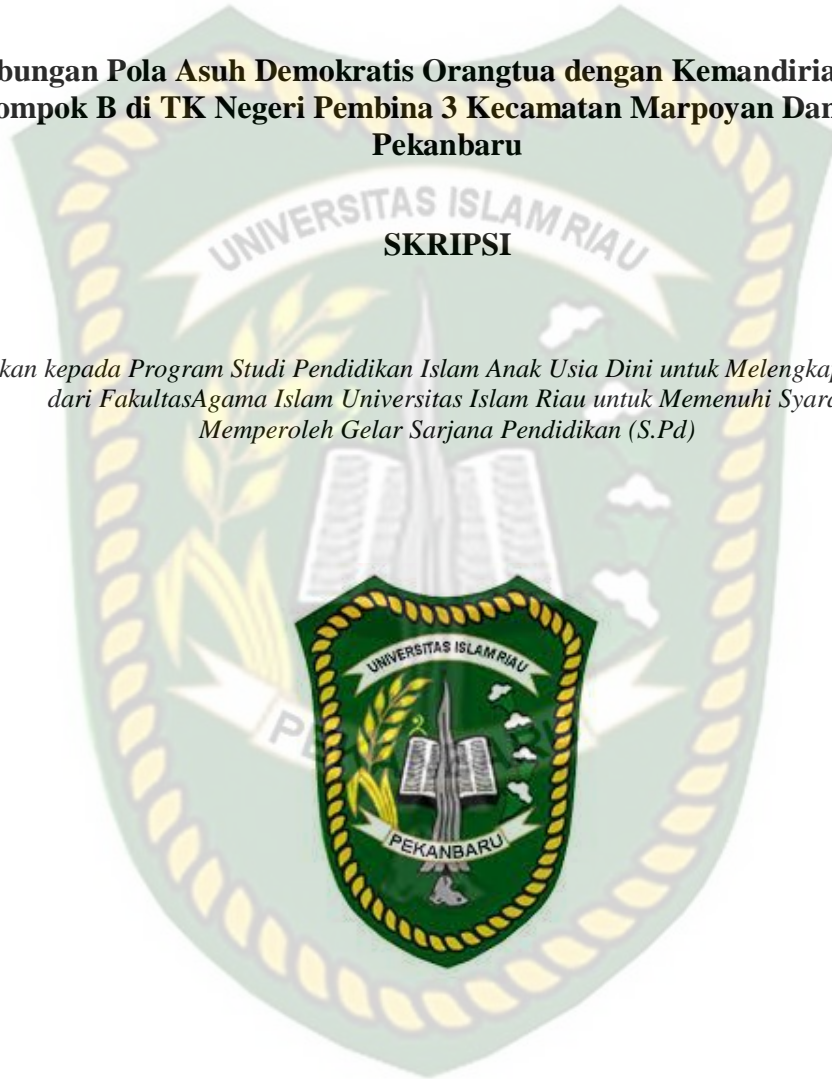 bungan Pola Asuh Demokratis Orangtua dengan Kemandiria
ompok B di TK Negeri Pembina 3 Kecamatan Marpoyan Dam
Pekanbaru
UNIVERSITAS ISLAM RIAU
SKRIPSI
kan kepada Program Studi Pendidikan Islam Anak Usia Dini untuk Melengkap
dari FakultasAgama Islam Universitas Islam Riau untuk Memenuhi Syara
Memperoleh Gelar Sarjana Pendidikan (S.Pd)
UNIVERSITAS ISLAM RIAU
PEKANBARU